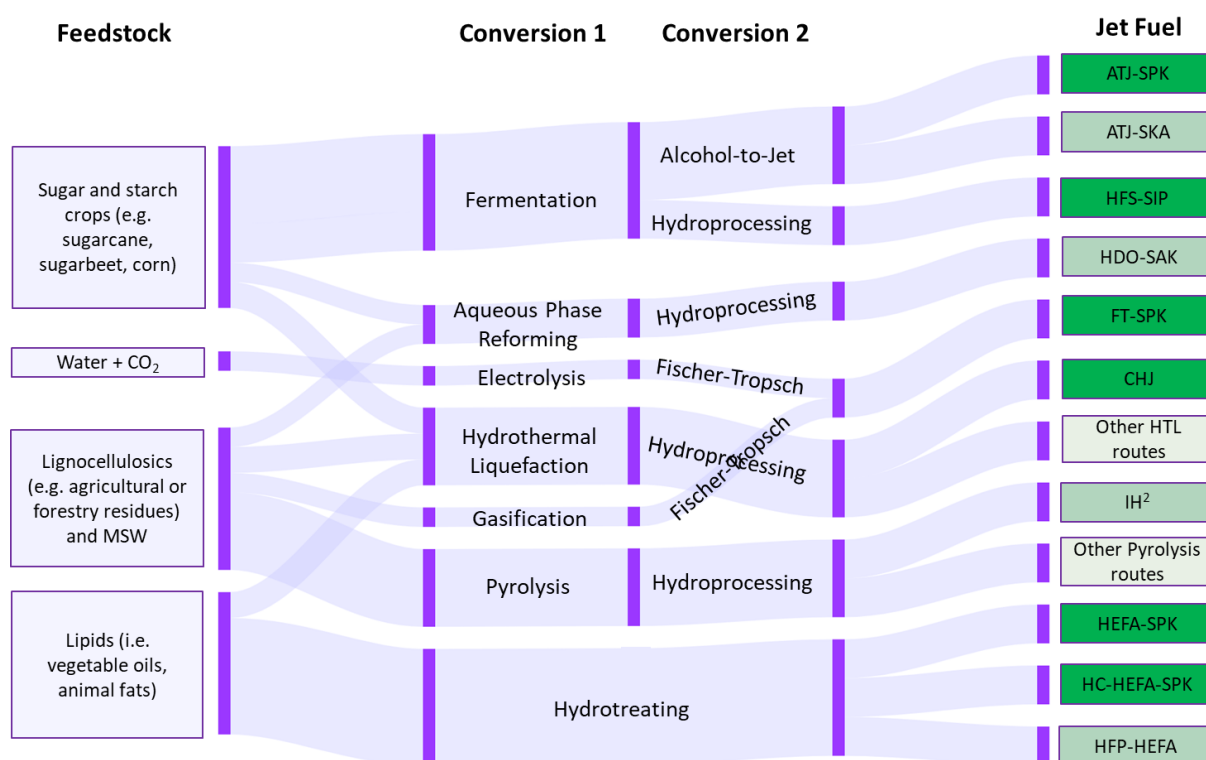 Feedstock
Conversion 1
Conversion 2
Jet Fuel
Sugar and starch
crops (e.g.
sugarcane,
sugarbeet, corn)
Water + CO₂
Lignocellulosics
(e.g. agricultural or
forestry residues)
and MSW
Lipids (i.e.
vegetable oils,
animal fats)
Fermentation
Aqueous Phase
Reforming
Electrolysis
Hydrothermal
Liquefaction
Gasification
Pyrolysis
Hydrotreating
Alcohol-to-Jet
Hydroprocessing
Hydroprocessing
Fischer-Tropsch
Hydroprocessing
Fischer-Tropsch
Hydroprocessing
ATJ-SPK
ATJ-SKA
HFS-SIP
HDO-SAK
FT-SPK
CHJ
Other HTL
routes
IH²
Other Pyrolysis
routes
HEFA-SPK
HC-HEFA-SPK
HFP-HEFA